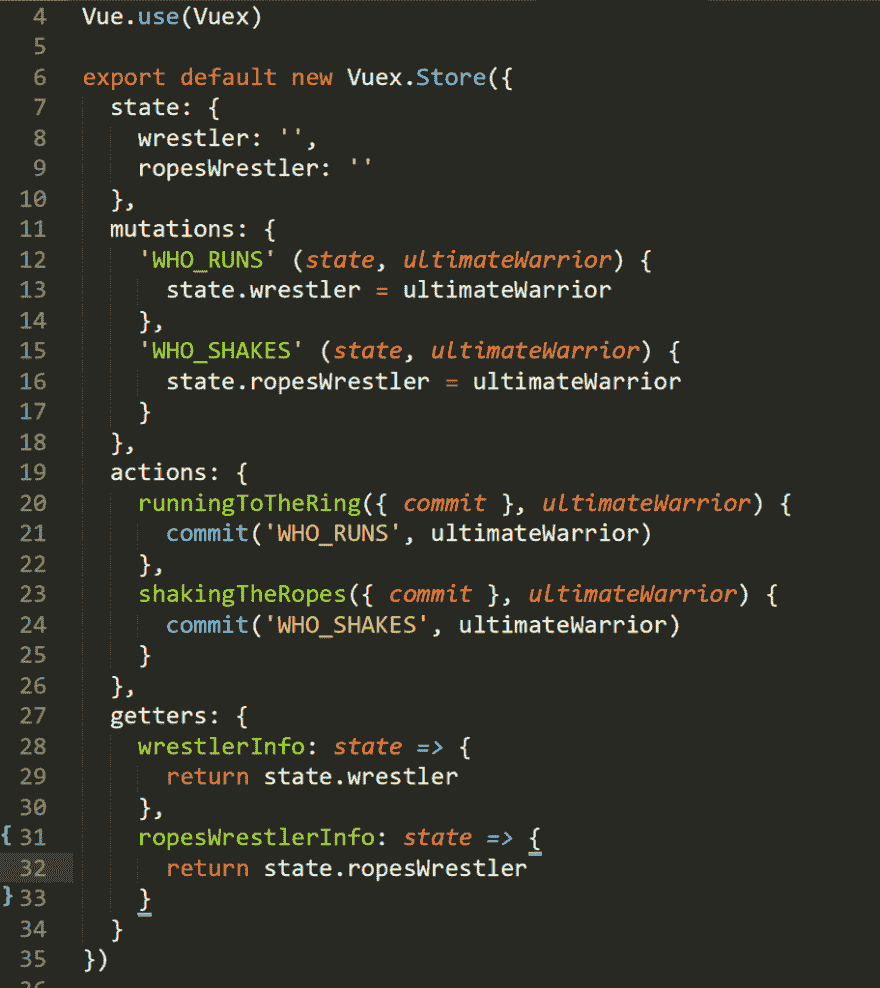 4 Vue.use(Vuex)
5
6 export default new Vuex.Store({
7 state: {
8 wrestler: '',
9 ropesWrestler: ''
10 },
11 mutations: {
12 'WHO_RUNS' (state, ultimateWarrior) {
13 state.wrestler = ultimateWarrior
14 },
15 'WHO_SHAKES' (state, ultimateWarrior) {
16 state.ropesWrestler = ultimateWarrior
17 }
18 },
19 actions: {
20 runningToTheRing({ commit }, ultimateWarrior) {
21 commit('WHO_RUNS', ultimateWarrior)
22 },
23 shakingTheRopes({ commit }, ultimateWarrior) {
24 commit('WHO_SHAKES', ultimateWarrior)
25 }
26 },
27 getters: {
28 wrestlerInfo: state => {
29 return state.wrestler
30 },
{ 31 ropesWrestlerInfo: state => {
32 return state.ropesWrestler
} 33 }
34 }
35 })